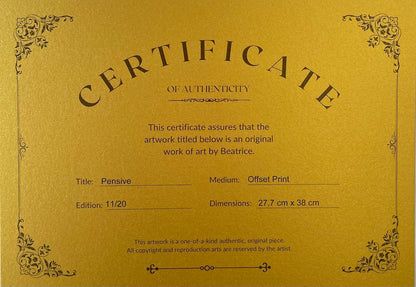 CERTIFICATE
OF AUTHENTICITY
This certificate assures that the
artwork titled below is an original
work of art by Beatrice.
Title: Pensive Medium: Offset Print
Edition: 11/20 Dimensions: 27,7 cm x 38 cm
This artwork is a one-of-a-kind authentic, original piece.
All copyright and reproduction arts are reserved by the artist.